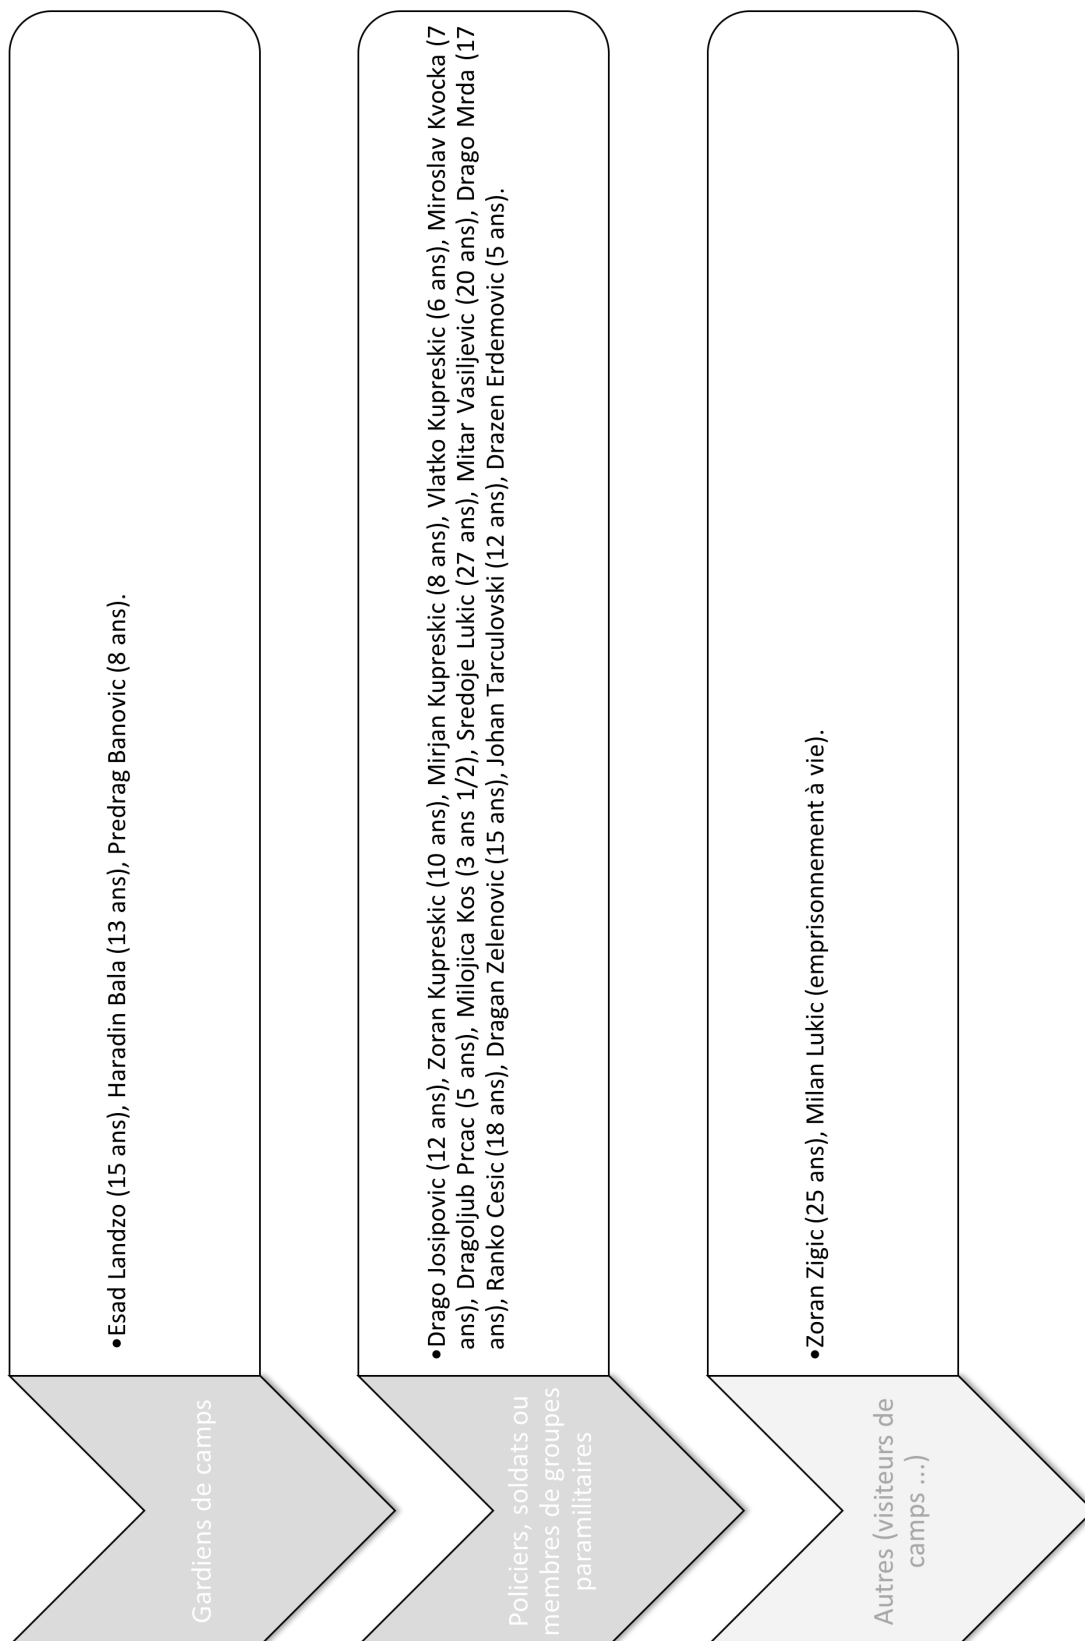 Gardiens de camps
•Esad Landzo (15 ans), Haradin Bala (13 ans), Predrag Banovic (8 ans).
Policiers, soldats ou
membres de groupes
paramilitaires
•Drago Josipovic (12 ans), Zoran Kupreskic (10 ans), Mirjan Kupreskic (8 ans), Vlatko Kupreskic (6 ans), Miroslav Kvocka (7
ans), Dragoljub Prcac (5 ans), Milojica Kos (3 ans 1/2), Sredoje Lukic (27 ans), Mitar Vasiljevic (20 ans), Drago Mrda (17
ans), Ranko Cesic (18 ans), Dragan Zelenovic (15 ans), Johan Tarculovski (12 ans), Drazen Erdemovic (5 ans).
Autres (visiteurs de
camps ...)
•Zoran Zigic (25 ans), Milan Lukic (emprisonnement à vie).